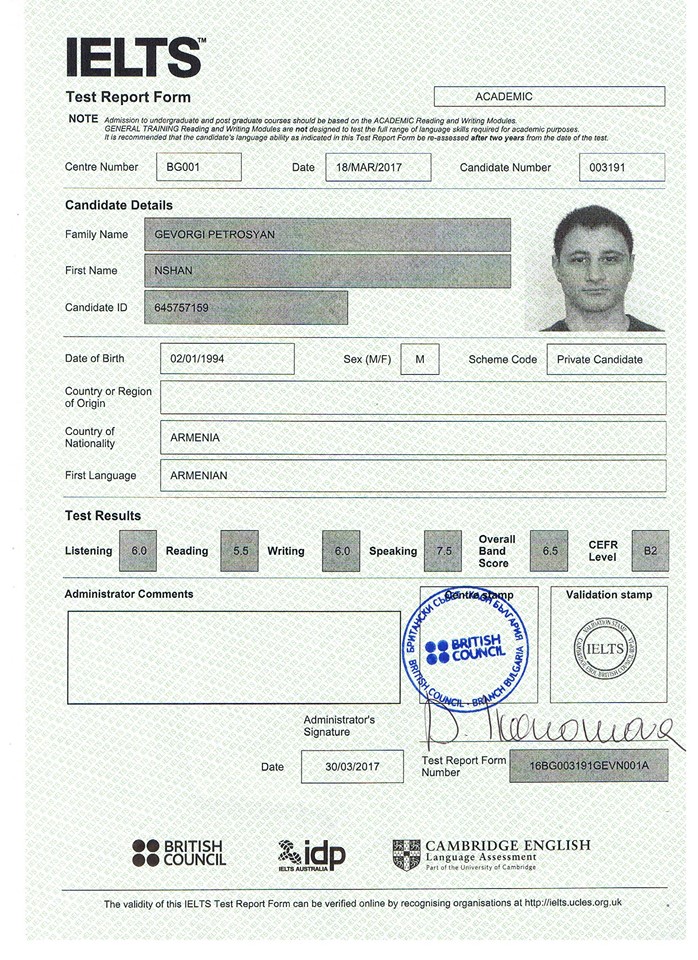 IELTS™
Test Report Form
ACADEMIC
NOTE Admission to undergraduate and post graduate courses should be based on the ACADEMIC Reading and Writing Modules.
GENERAL TRAINING Reading and Writing Modules are not designed to test the full range of language skills required for academic purposes.
It is recommended that the candidate's language ability as indicated in this Test Report Form be re-assessed after two years from the date of the test.
Centre Number BG001 Date 18/MAR/2017 Candidate Number 003191
Candidate Details
Family Name GEVORGI PETROSYAN
First Name NSHAN
Candidate ID 645757159
Date of Birth 02/01/1994 Sex (M/F) M Scheme Code Private Candidate
Country or Region
of Origin
Country of
Nationality ARMENIA
First Language ARMENIAN
Test Results
Listening 6.0 Reading 5.5 Writing 6.0 Speaking 7.5 Overall
Band
Score 6.5 CEFR
Level B2
Administrator Comments
Centre stamp
Validation stamp
БРИТАНСКИ СЪВЕТ БЪЛГАРИЯ
BRITISH
COUNCIL
BRITISH COUNCIL - BRANCH BULGARIA
VALIDATION STAMP
IELTS
Administrator's
Signature
Date 30/03/2017
Test Report Form
Number 16BG003191GEVN001A
BRITISH
COUNCIL
idp
IELTS AUSTRALIA
CAMBRIDGE ENGLISH
Language Assessment
Part of the University of Cambridge
The validity of this IELTS Test Report Form can be verified online by recognising organisations at http://ielts.ucles.org.uk